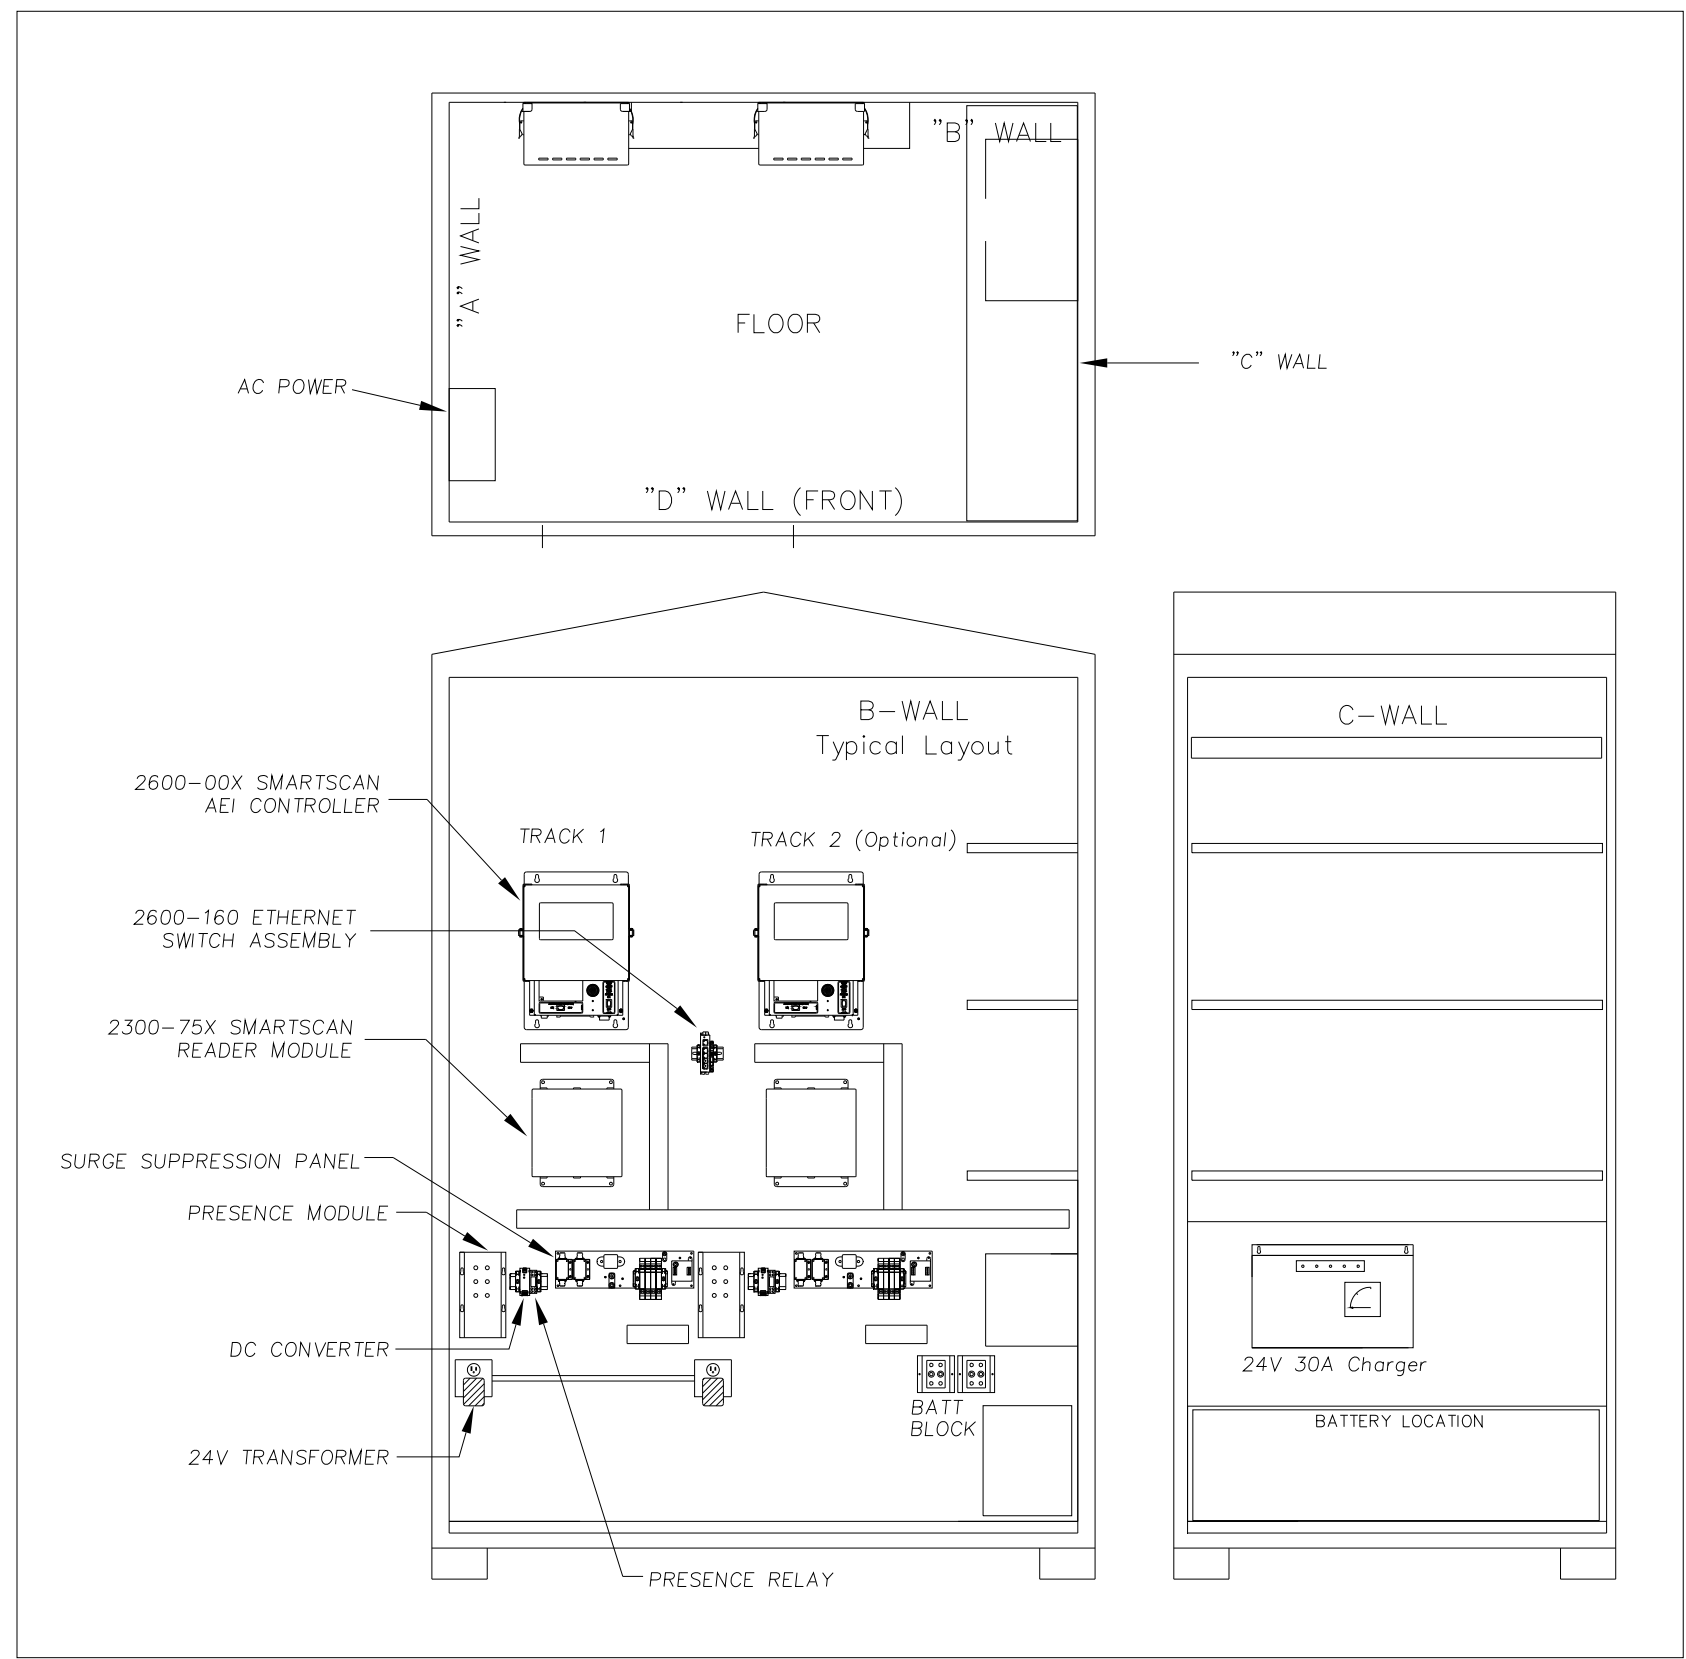 "B" WALL
"A" WALL
FLOOR
"C" WALL
AC POWER
"D" WALL (FRONT)
B-WALL
Typical Layout
C-WALL
2600-00X SMARTSCAN
AEI CONTROLLER
TRACK 1
TRACK 2 (Optional)
2600-160 ETHERNET
SWITCH ASSEMBLY
2300-75X SMARTSCAN
READER MODULE
SURGE SUPPRESSION PANEL
PRESENCE MODULE
DC CONVERTER
24V 30A Charger
BATT
BLOCK
BATTERY LOCATION
24V TRANSFORMER
PRESENCE RELAY